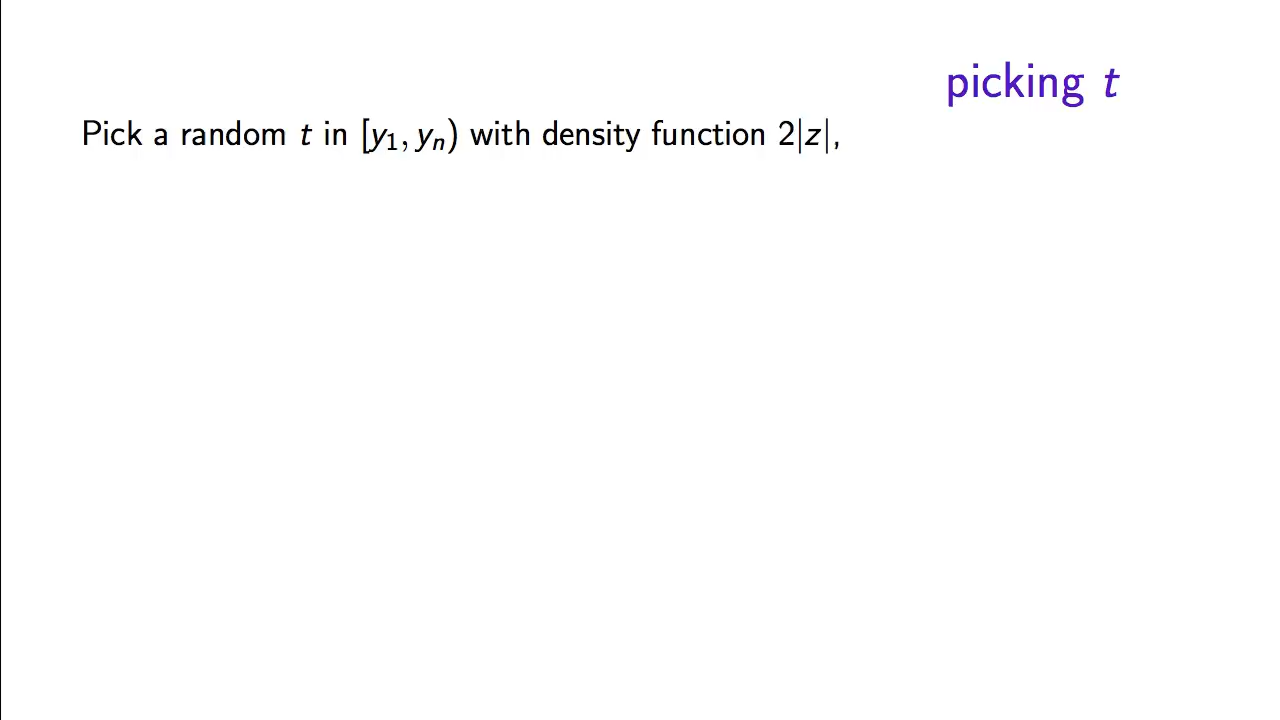 picking t
Pick a random t in [y₁, yₙ) with density function 2|z|,